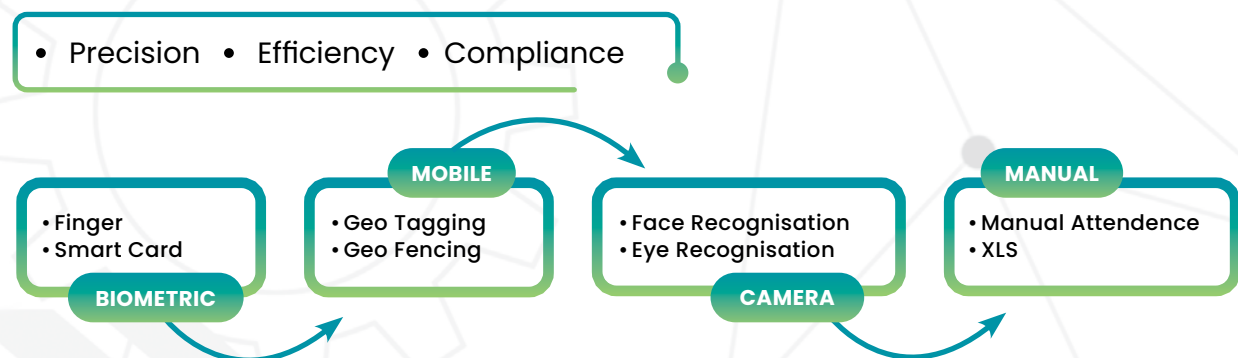 • Precision • Efficiency • Compliance
BIOMETRIC
• Finger
• Smart Card
MOBILE
• Geo Tagging
• Geo Fencing
CAMERA
• Face Recognisation
• Eye Recognisation
MANUAL
• Manual Attendence
• XLS